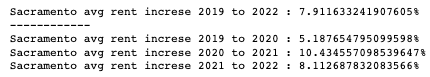 Sacramento avg rent increse 2019 to 2022 : 7.911633241907605%
------------
Sacramento avg rent increse 2019 to 2020 : 5.187654795099598%
Sacramento avg rent increse 2020 to 2021 : 10.434557098539647%
Sacramento avg rent increse 2021 to 2022 : 8.112687832083566%